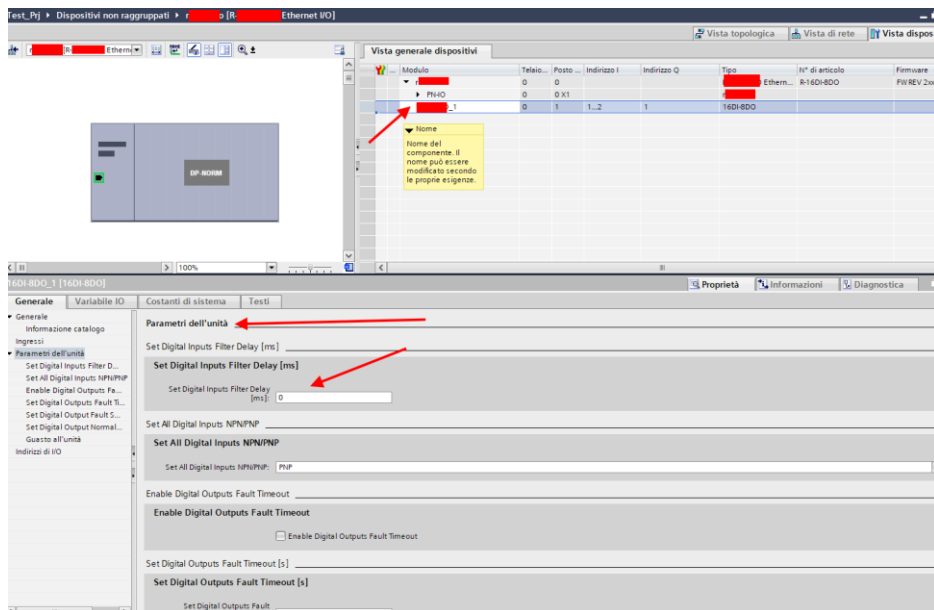 Test_Prj ▸ Dispositivi non raggruppati ▸ r o [R- Ethernet I/O]
Vista topologica Vista di rete Vista dispos
[R- Ethern
Vista generale dispositivi
... Modulo Telaio... Posto ... Indirizzo I Indirizzo Q Tipo N° di articolo Firmware
r 0 0 Ethern... R-16DI-8DO FW REV 2xx
PN-IO 0 0 X1
_1 0 1 1...2 1 16DI-8DO
Nome
Nome del
componente. Il
nome può essere
modificato secondo
le proprie esigenze.
DP-NORM
100%
16DI-8DO_1 [16DI-8DO]
Proprietà Informazioni Diagnostica
Generale Variabile IO Costanti di sistema Testi
Generale
Informazione catalogo
Ingressi
Parametri dell'unità
Set Digital Inputs Filter D...
Set All Digital Inputs NPN/PNP
Enable Digital Outputs Fa...
Set Digital Outputs Fault Ti...
Set Digital Output Fault S...
Set Digital Output Normal...
Guasto all'unità
Indirizzi di I/O
Parametri dell'unità
Set Digital Inputs Filter Delay [ms]
Set Digital Inputs Filter Delay [ms]
Set Digital Inputs Filter Delay
[ms]: 0
Set All Digital Inputs NPN/PNP
Set All Digital Inputs NPN/PNP
Set All Digital Inputs NPN/PNP: PNP
Enable Digital Outputs Fault Timeout
Enable Digital Outputs Fault Timeout
Enable Digital Outputs Fault Timeout
Set Digital Outputs Fault Timeout [s]
Set Digital Outputs Fault Timeout [s]
Set Digital Outputs Fault